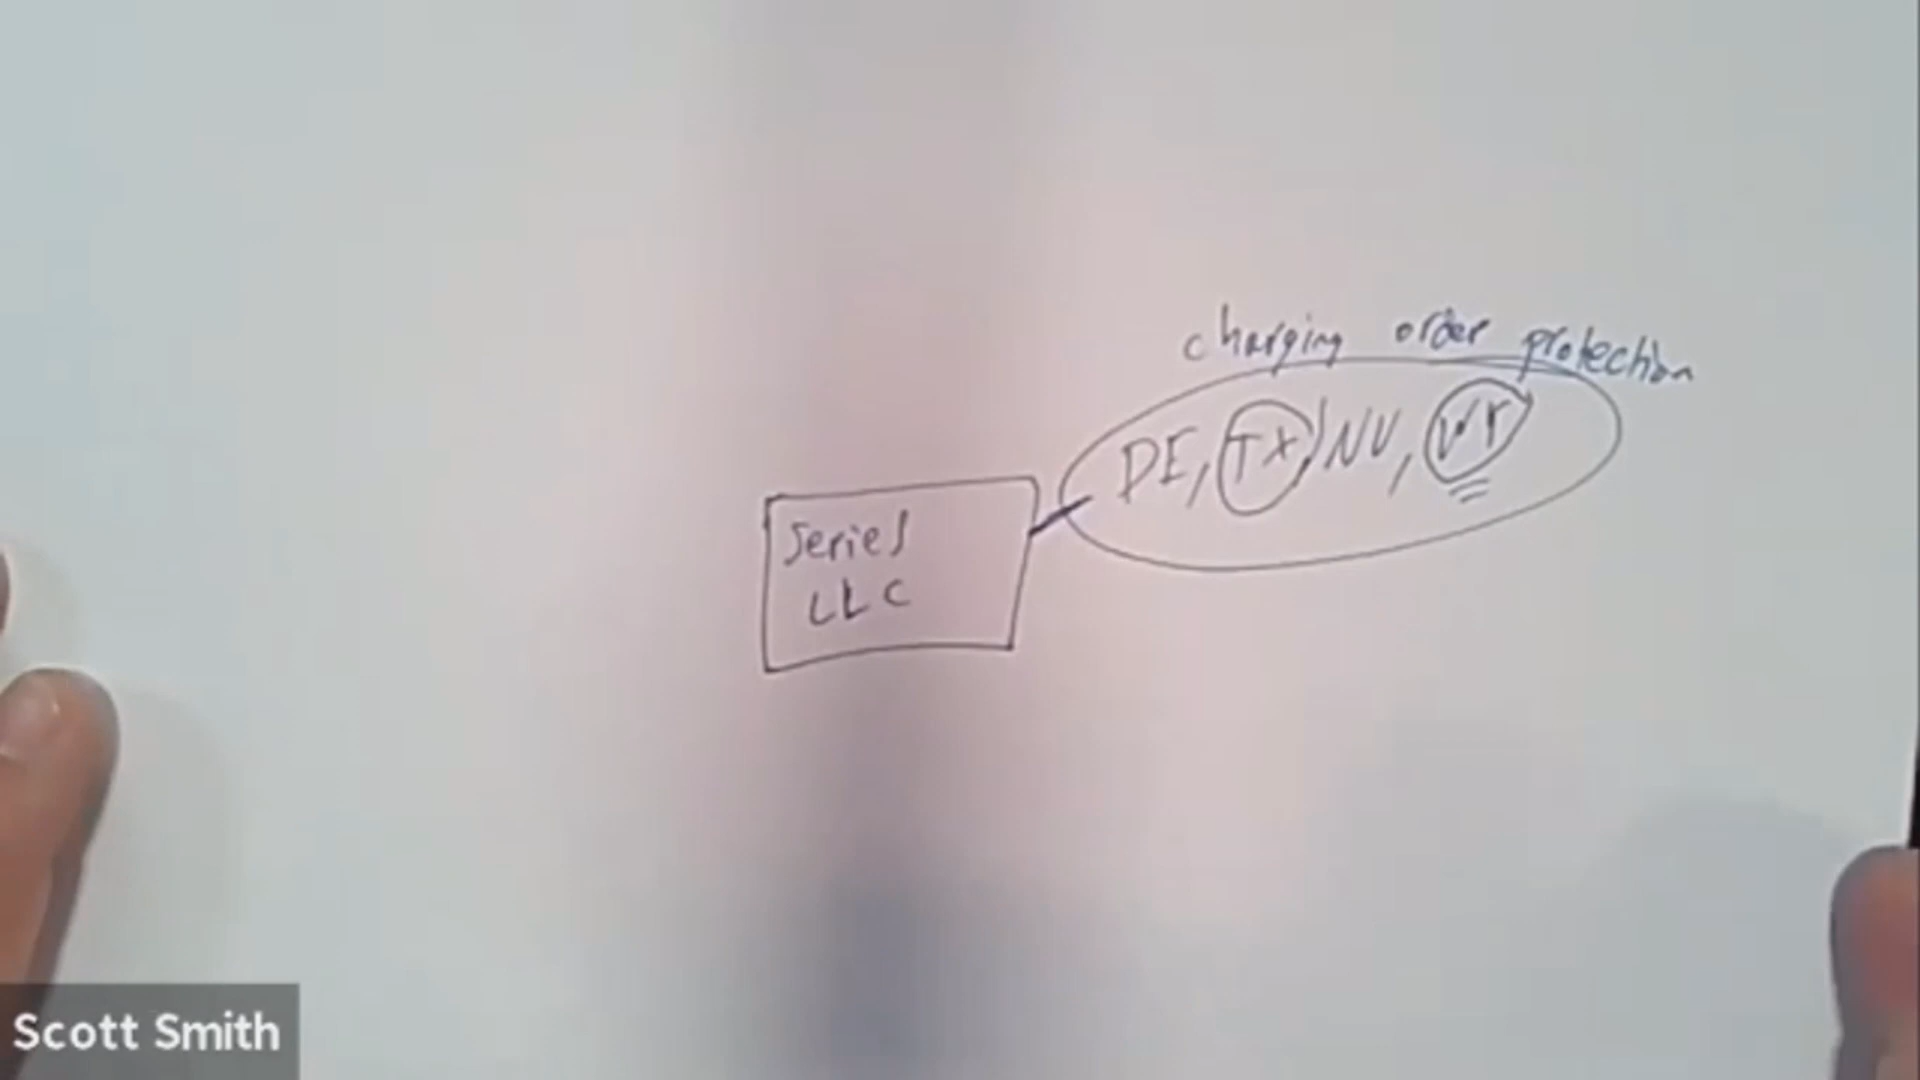 charging order protection
DE, TX, NV, WY
Series
LLC
Scott Smith